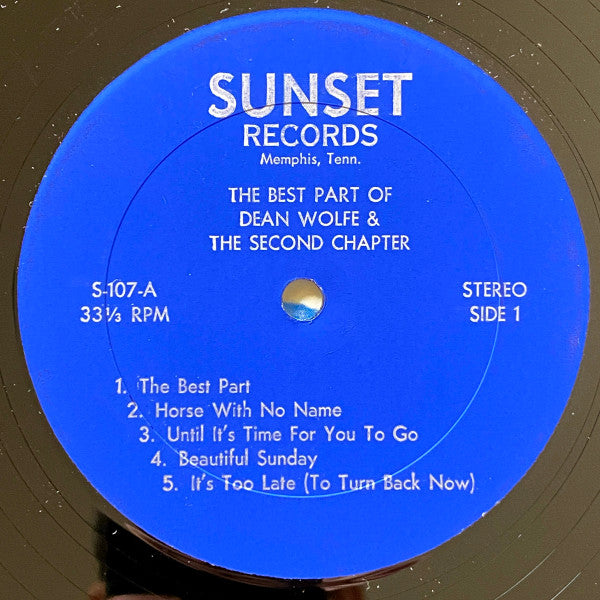 SUNSET
RECORDS
Memphis, Tenn.
THE BEST PART OF
DEAN WOLFE &
THE SECOND CHAPTER
S-107-A
33⅓ RPM
STEREO
SIDE 1
1. The Best Part
2. Horse With No Name
3. Until It's Time For You To Go
4. Beautiful Sunday
5. It's Too Late (To Turn Back Now)